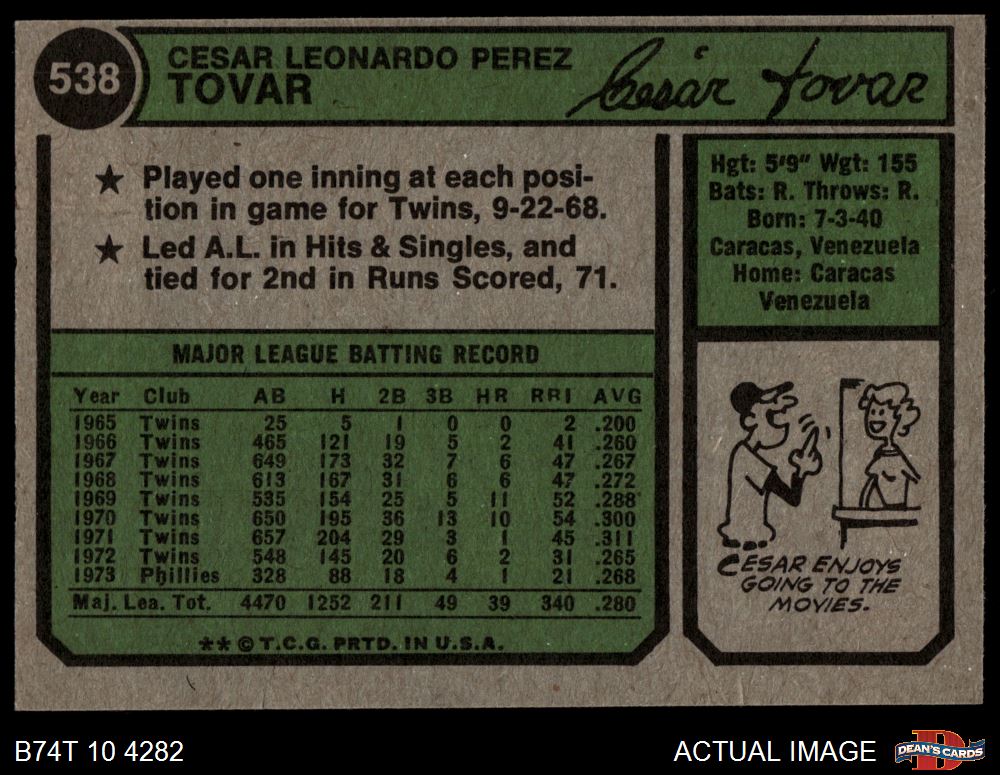 538
CESAR LEONARDO PEREZ
TOVAR
Cesár Tovar
★ Played one inning at each posi-
tion in game for Twins, 9-22-68.
★ Led A.L. in Hits & Singles, and
tied for 2nd in Runs Scored, 71.
Hgt: 5'9" Wgt: 155
Bats: R. Throws: R.
Born: 7-3-40
Caracas, Venezuela
Home: Caracas
Venezuela
MAJOR LEAGUE BATTING RECORD
Year Club AB H 2B 3B HR RBI AVG
1965 Twins 25 5 1 0 0 2 .200
1966 Twins 465 121 19 5 2 41 .260
1967 Twins 649 173 32 7 6 47 .267
1968 Twins 613 167 31 6 6 47 .272
1969 Twins 535 154 25 5 11 52 .288
1970 Twins 650 195 36 13 10 54 .300
1971 Twins 657 204 29 3 1 45 .311
1972 Twins 548 145 20 6 2 31 .265
1973 Phillies 328 88 18 4 1 21 .268
Maj. Lea. Tot. 4470 1252 211 49 39 340 .280
** © T.C.G. PRTD. IN U.S.A.
CESAR ENJOYS
GOING TO THE
MOVIES.
B74T 10 4282
ACTUAL IMAGE
D
DEAN'S CARDS